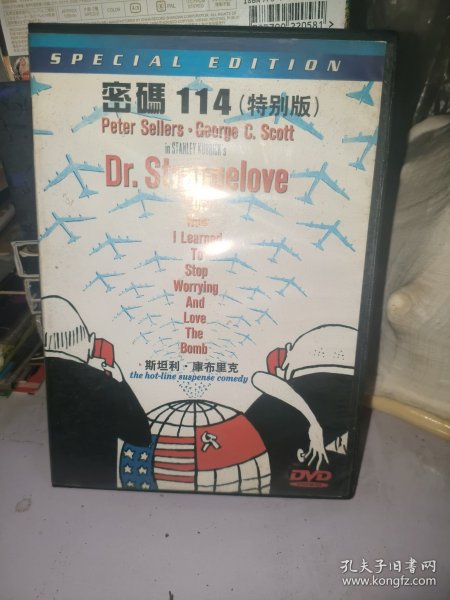 SPECIAL EDITION
密碼 114 (特别版)
Peter Sellers · George C. Scott
in STANLEY KUBRICK's
Dr. Strangelove
I Learned
To
Stop
Worrying
And
Love
The
Bomb
斯坦利·庫布里克
the hot-line suspense comedy
DVD
孔夫子旧书网
www.kongfz.com